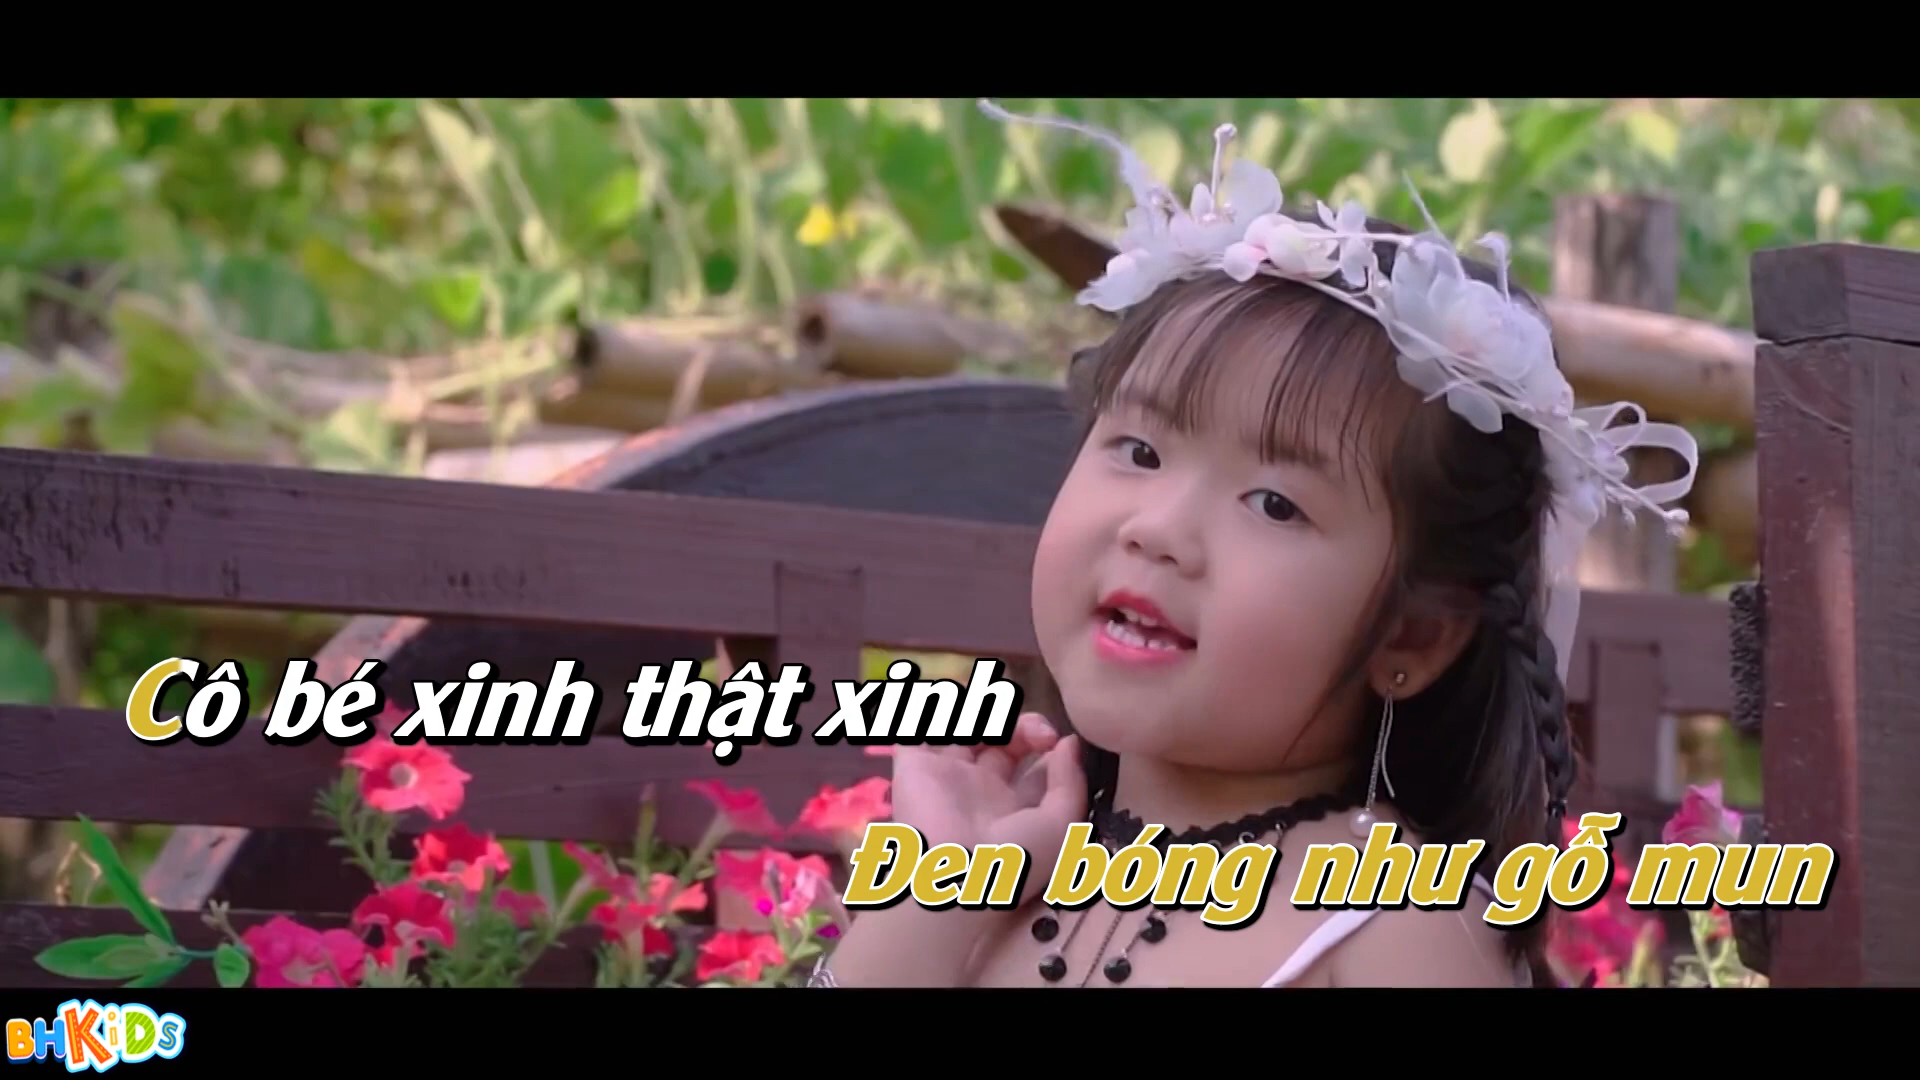 Cô bé xinh thật xinh
Đen bóng như gỗ mun
BHKiDS